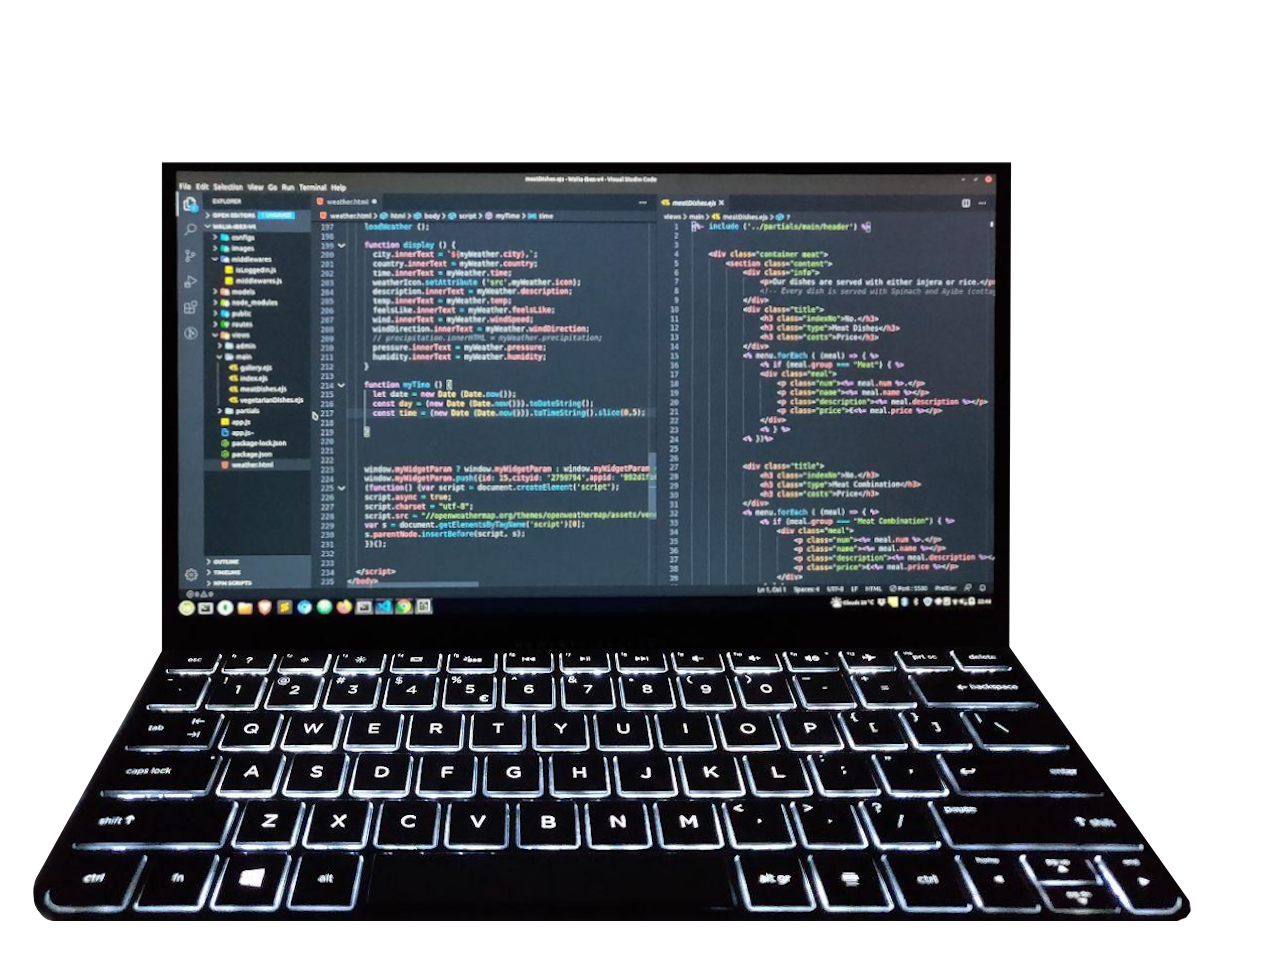 meatDishes.ejs - Walia-Ibex-v4 - Visual Studio Code
File Edit Selection View Go Run Terminal Help
EXPLORER
OPEN EDITORS 1 UNSAVED
WALIA-IBEX-V4
configs
images
middlewares
isLoggedin.js
middlewares.js
models
node_modules
public
routes
views
admin
main
gallery.ejs
index.ejs
meatDishes.ejs
vegetarianDishes.ejs
partials
app.js
app.js~
package-lock.json
package.json
weather.html
OUTLINE
TIMELINE
NPM SCRIPTS
weather.html
weather.html > html > body > script > myTime > time
197 loadWeather ();
199 function display () {
200 city.innerText = `${myWeather.city},`;
201 country.innerText = myWeather.country;
202 time.innerText = myWeather.time;
203 weatherIcon.setAttribute ('src',myWeather.icon);
204 description.innerText = myWeather.description;
205 temp.innerText = myWeather.temp;
206 feelsLike.innerText = myWeather.feelsLike;
207 wind.innerText = myWeather.windSpeed;
208 windDirection.innerText = myWeather.windDirection;
209 // precipitation.innerHTML = myWeather.precipitation;
210 pressure.innerText = myWeather.pressure;
211 humidity.innerText = myWeather.humidity;
212 }
214 function myTime () {
215 let date = new Date (Date.now());
216 const day = (new Date (Date.now())).toDateString();
217 const time = (new Date (Date.now())).toTimeString().slice(0,5);
218
219 }
221
222
223 window.myWidgetParam ? window.myWidgetParam : window.myWidgetParam
224 window.myWidgetParam.push({id: 15,cityid: '2759794',appid:
225 (function() {var script = document.createElement('script');
226 script.async = true;
227 script.charset = "utf-8";
228 script.src = "//openweathermap.org/themes/openweathermap/assets/ve
229 var s = document.getElementsByTagName('script')[0];
230 s.parentNode.insertBefore(script, s);
231 })();
232
234 </script>
235 </body>
meatDishes.ejs
views > main > meatDishes.ejs > ?
1 <%- include ('../partials/main/header') %>
2
3
4 <div class="container meat">
5 <section class="content">
6 <div class="info">
7 <p>Our dishes are served with either injera or rice.</p
8 <!-- Every dish is served with Spinach and Ayibe (cottag
9 </div>
10 <div class="title">
11 <h3 class="indexNo">No.</h3>
12 <h3 class="type">Meat Dishes</h3>
13 <h3 class="costs">Price</h3>
14 </div>
15 <% menu.forEach ( (meal) => { %>
16 <% if (meal.group === "Meat") { %>
17 <div class="meal">
18 <p class="num"><%= meal.num %>.</p>
19 <p class="name"><%= meal.name %></p>
20 <p class="description"><%= meal.description %></p>
21 <p class="price">€<%= meal.price %></p>
22 </div>
23 <% } %>
24 <% })%>
27 <div class="title">
28 <h3 class="indexNo">No.</h3>
29 <h3 class="type">Meat Combination</h3>
30 <h3 class="costs">Price</h3>
31 </div>
32 <% menu.forEach ( (meal) => { %>
33 <% if (meal.group === "Meat Combination") { %>
34 <div class="meal">
35 <p class="num"><%= meal.num %>.</p>
36 <p class="name"><%= meal.name %></p>
37 <p class="description"><%= meal.description %></
38 <p class="price">€<%= meal.price %></p>
39 </div>
Ln 1, Col 1 Spaces: 4 UTF-8 LF HTML Port : 5500 Prettier
esc ? prt sc delete
! 1 @ 2 # 3 $ 4 % 5 € ^ 6 & 7 * 8 ( 9 ) 0 - + = backspace
tab Q W E R T Y U I O P { [ } ] \
caps lock A S D F G H J K L : ; enter
shift Z X C V B N M < , > . ? / pause shift
ctrl fn alt alt gr ctrl home